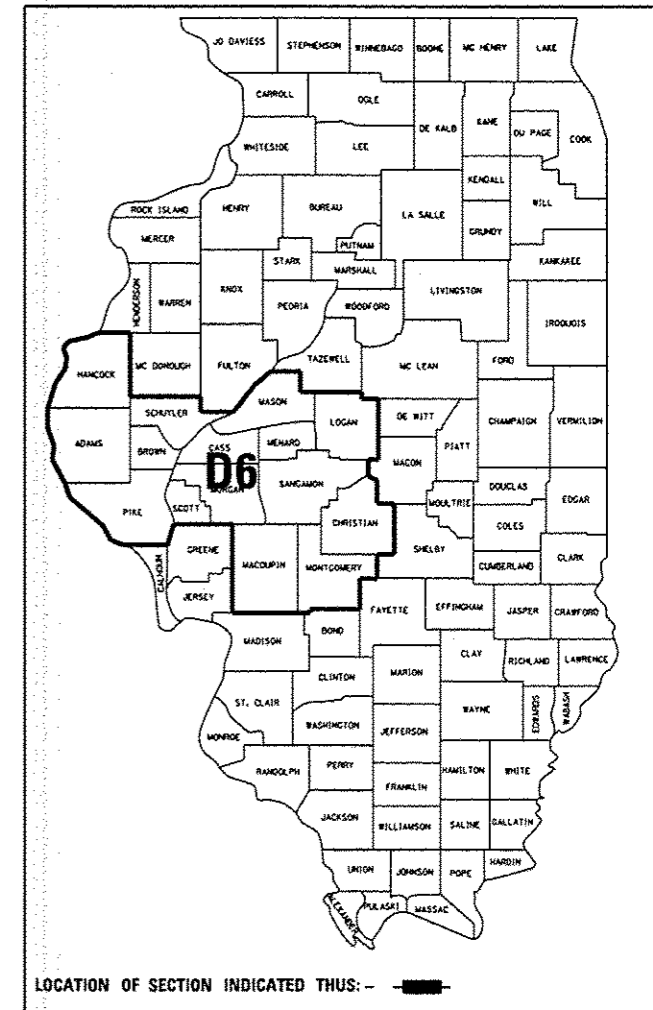 JO DAVIESS STEPHENSON WINNEBAGO BOONE MC HENRY LAKE
CARROLL OGLE DE KALB KANE DU PAGE COOK
WHITESIDE LEE
KENDALL WILL
ROCK ISLAND HENRY BUREAU LA SALLE GRUNDY
MERCER PUTNAM
STARK MARSHALL KANKAKEE
HENDERSON WARREN KNOX PEORIA WOODFORD LIVINGSTON IROQUOIS
HANCOCK MC DONOUGH FULTON TAZEWELL MC LEAN FORD
SCHUYLER MASON LOGAN DE WITT CHAMPAIGN VERMILION
ADAMS BROWN CASS MENARD MACON PIATT
D6
MORGAN SANGAMON DOUGLAS EDGAR
PIKE SCOTT CHRISTIAN MOULTRIE COLES
CALHOUN GREENE MACOUPIN MONTGOMERY SHELBY CUMBERLAND CLARK
JERSEY FAYETTE EFFINGHAM JASPER CRAWFORD
MADISON BOND CLAY RICHLAND LAWRENCE
CLINTON MARION
ST. CLAIR WAYNE EDWARDS WABASH
MONROE WASHINGTON JEFFERSON
RANDOLPH PERRY HAMILTON WHITE
FRANKLIN
JACKSON WILLIAMSON SALINE GALLATIN
UNION JOHNSON POPE HARDIN
ALEXANDER PULASKI MASSAC
LOCATION OF SECTION INDICATED THUS:- -